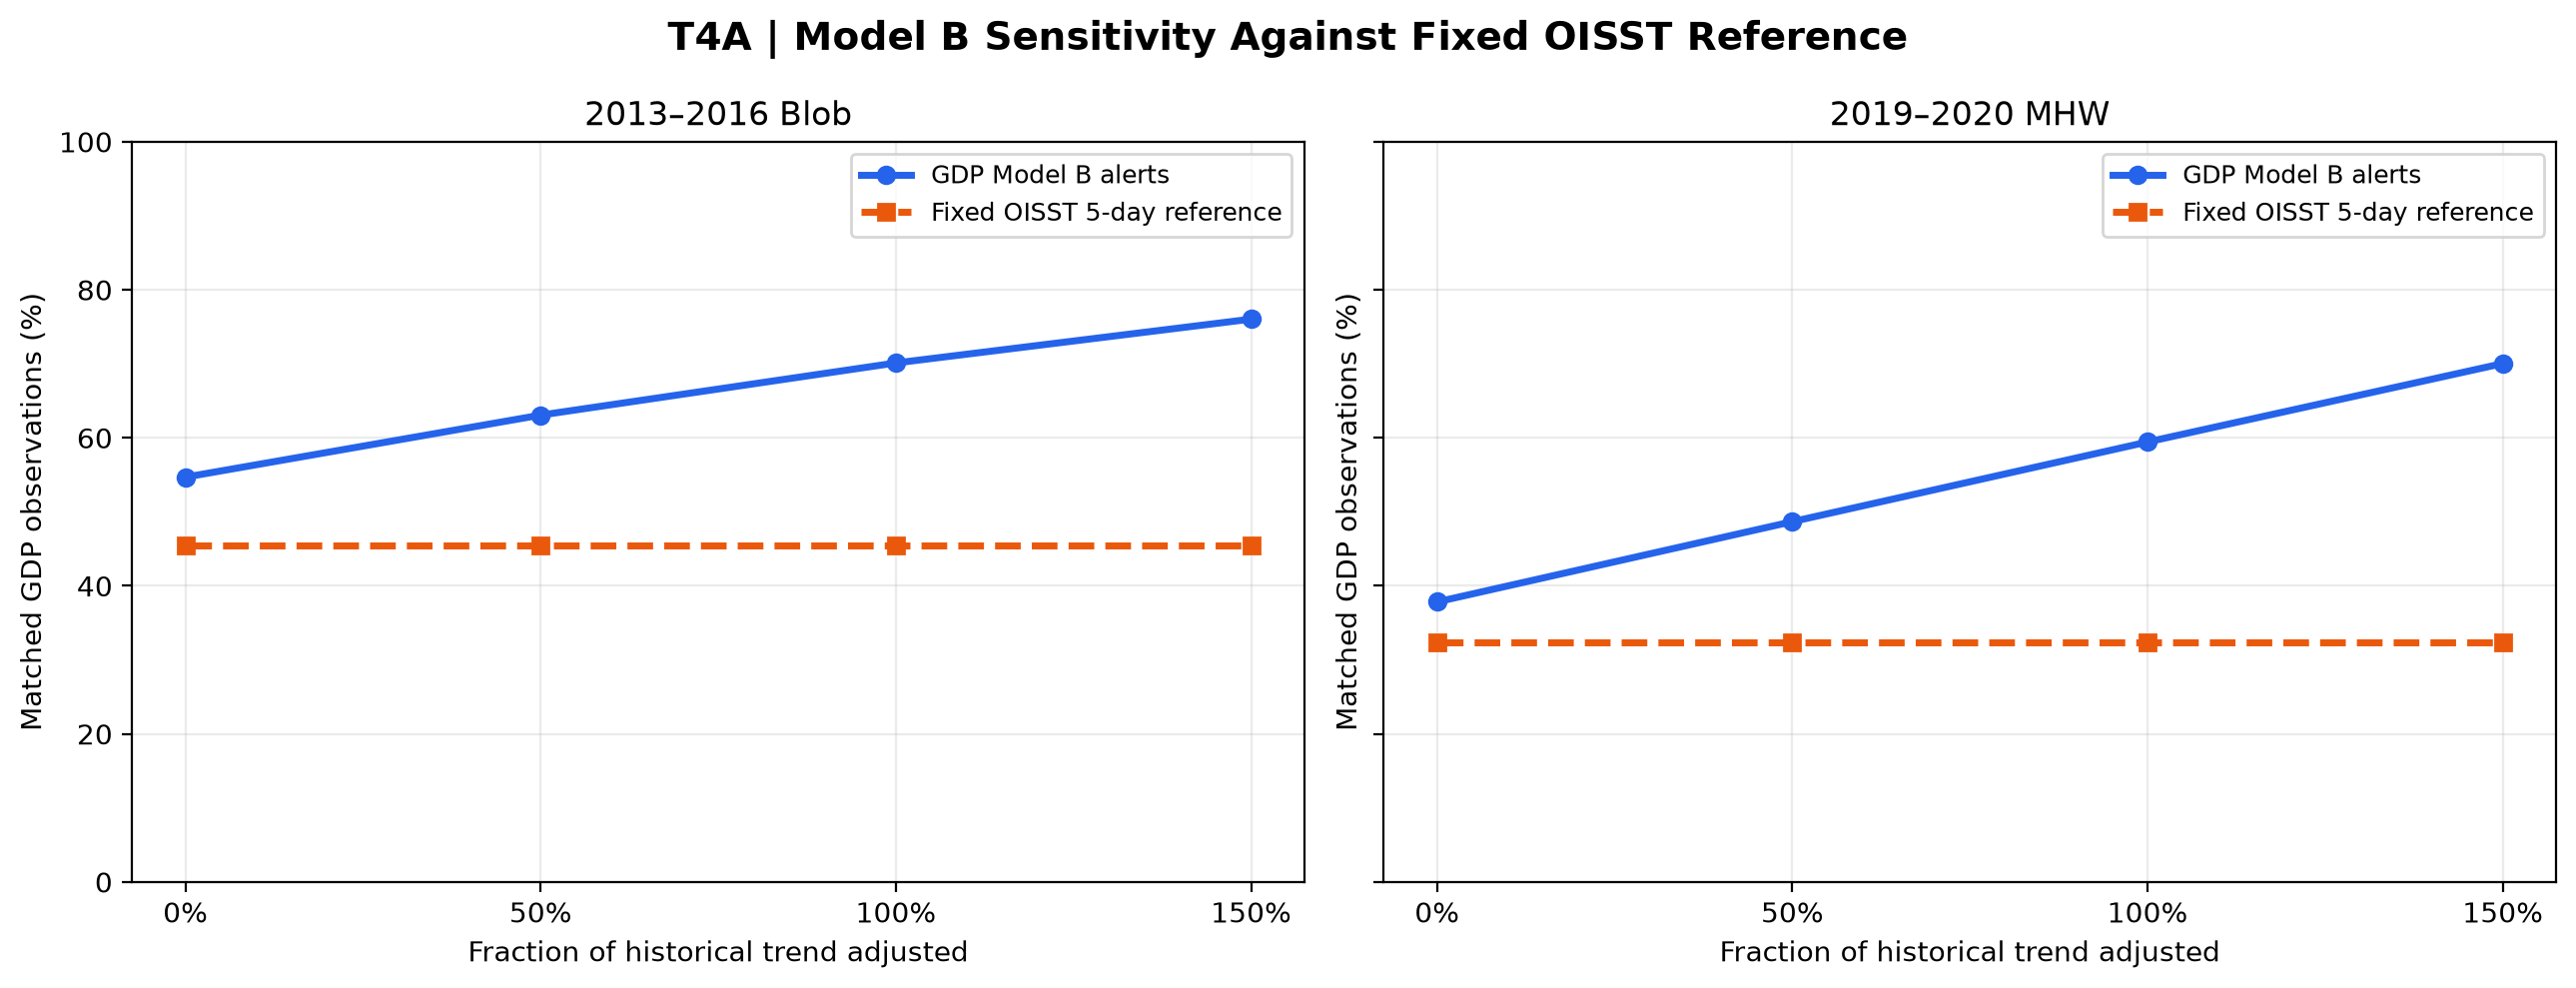 T4A | Model B Sensitivity Against Fixed OISST Reference
2013–2016 Blob
Matched GDP observations (%)
100
80
60
40
20
0
GDP Model B alerts
Fixed OISST 5-day reference
0% 50% 100% 150%
Fraction of historical trend adjusted
2019–2020 MHW
Matched GDP observations (%)
GDP Model B alerts
Fixed OISST 5-day reference
0% 50% 100% 150%
Fraction of historical trend adjusted